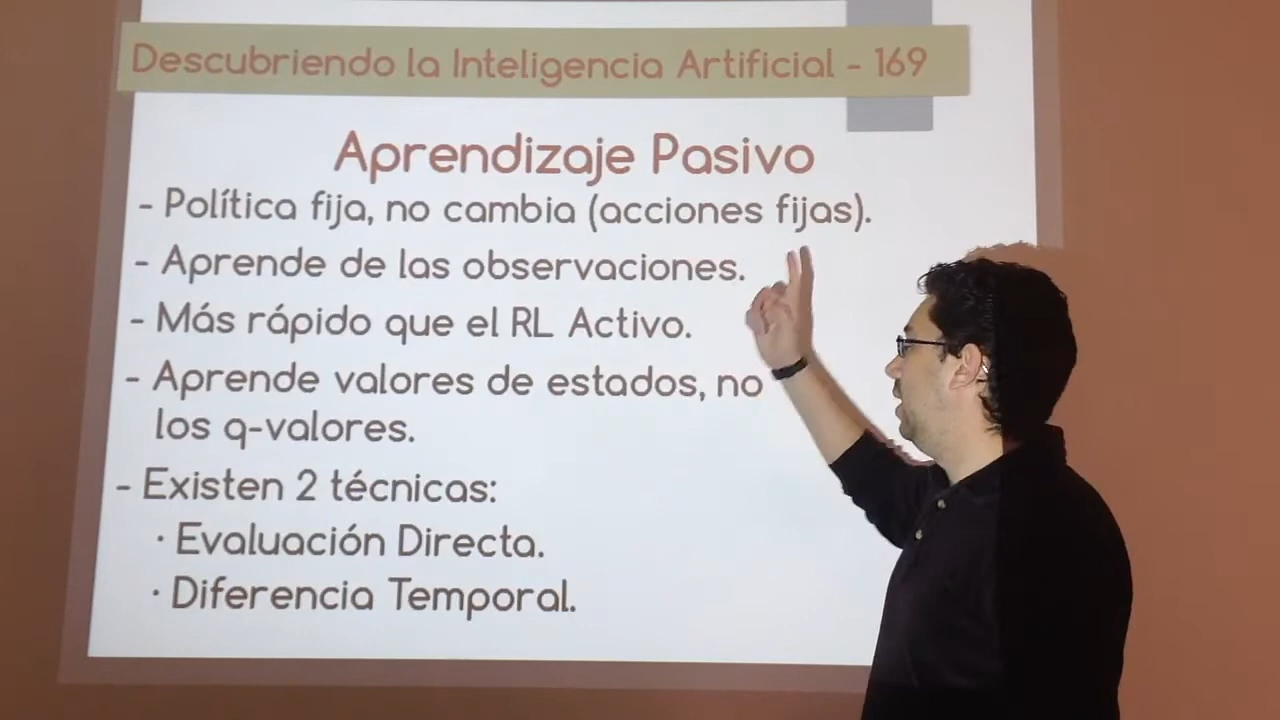 Descubriendo la Inteligencia Artificial - 169
Aprendizaje Pasivo
- Política fija, no cambia (acciones fijas).
- Aprende de las observaciones.
- Más rápido que el RL Activo.
- Aprende valores de estados, no
los q-valores.
- Existen 2 técnicas:
· Evaluación Directa.
· Diferencia Temporal.